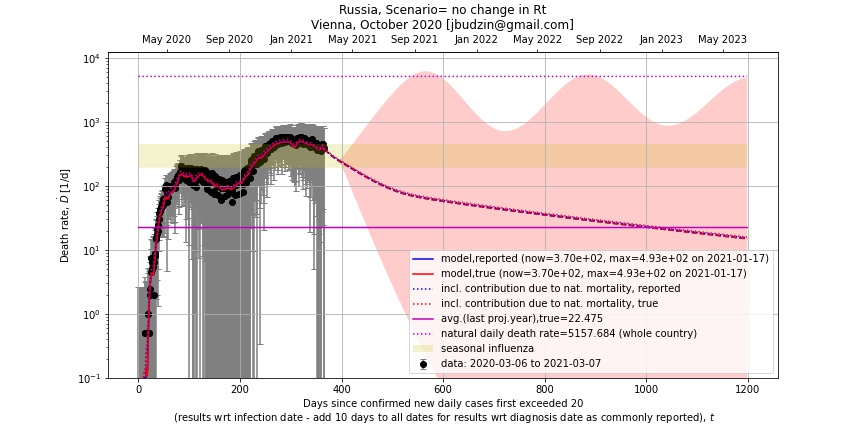 Russia, Scenario= no change in Rt
Vienna, October 2020 [jbudzin@gmail.com]
May 2020 Sep 2020 Jan 2021 May 2021 Sep 2021 Jan 2022 May 2022 Sep 2022 Jan 2023 May 2023
10⁴
10³
10²
10¹
10⁰
10⁻¹
Death rate, D [1/d]
model,reported (now=3.70e+02, max=4.93e+02 on 2021-01-17)
model,true (now=3.70e+02, max=4.93e+02 on 2021-01-17)
incl. contribution due to nat. mortality, reported
incl. contribution due to nat. mortality, true
avg.(last proj.year),true=22.475
natural daily death rate=5157.684 (whole country)
seasonal influenza
data: 2020-03-06 to 2021-03-07
0 200 400 600 800 1000 1200
Days since confirmed new daily cases first exceeded 20
(results wrt infection date - add 10 days to all dates for results wrt diagnosis date as commonly reported), t